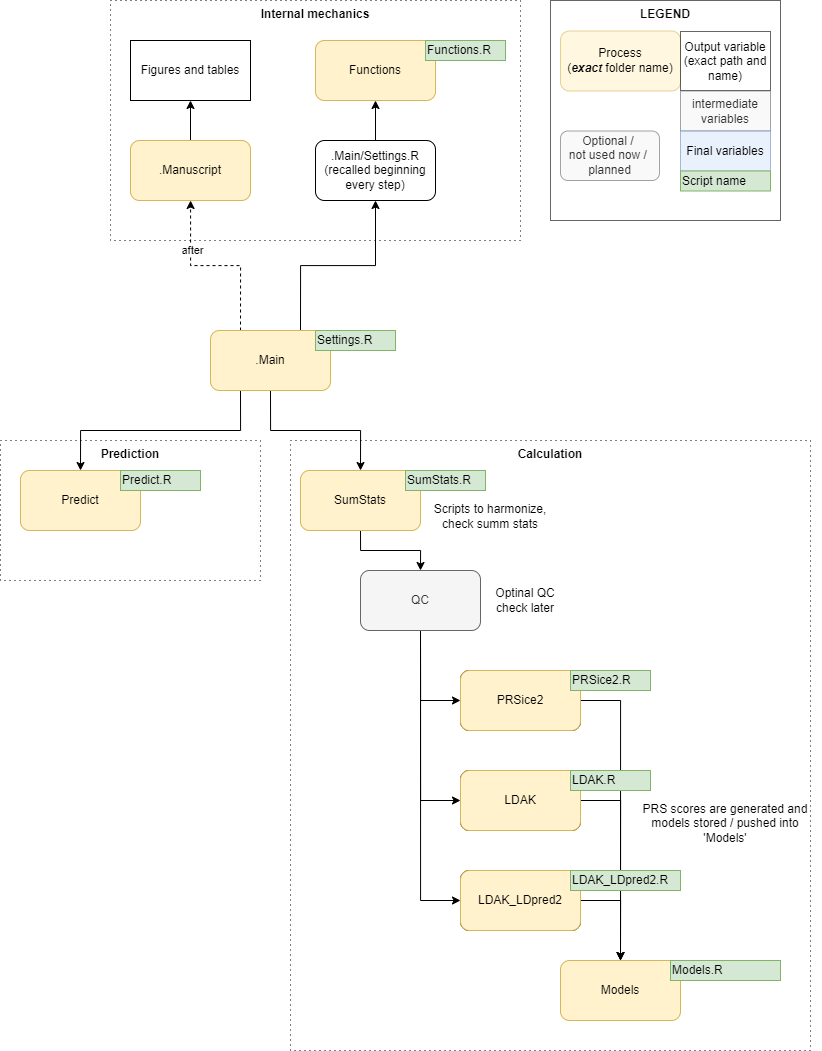 Internal mechanics
Figures and tables
Functions.R
Functions
.Manuscript
.Main/Settings.R
(recalled beginning
every step)
after
LEGEND
Process
(exact folder name)
Output variable
(exact path and
name)
intermediate
variables
Optional /
not used now /
planned
Final variables
Script name
Settings.R
.Main
Prediction
Predict.R
Predict
Calculation
SumStats.R
SumStats
Scripts to harmonize,
check summ stats
QC
Optinal QC
check later
PRSice2.R
PRSice2
LDAK.R
LDAK
PRS scores are generated and
models stored / pushed into
'Models'
LDAK_LDpred2.R
LDAK_LDpred2
Models.R
Models